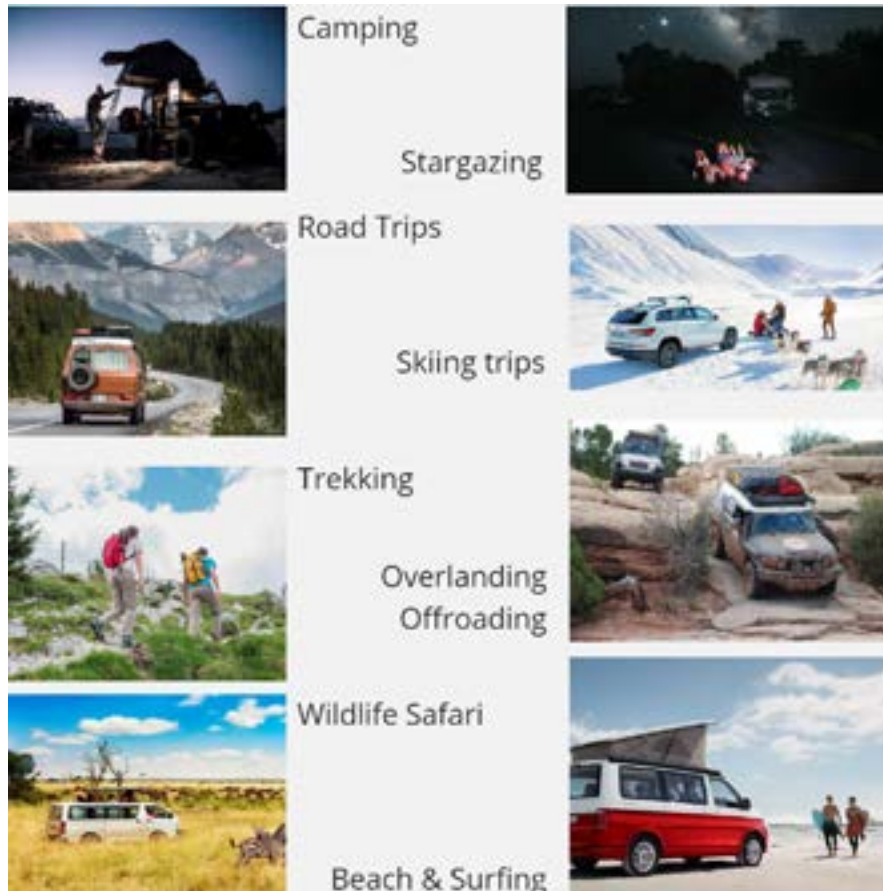 Camping
Stargazing
Road Trips
Skiing trips
Trekking
Overlanding
Offroading
Wildlife Safari
Beach & Surfing